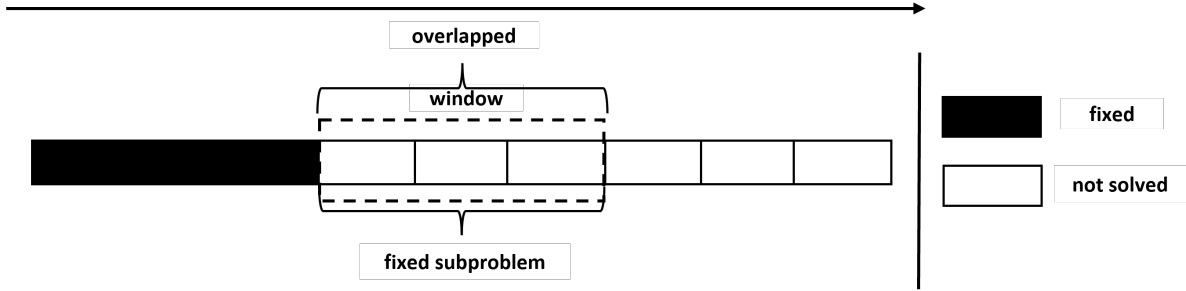 overlapped
window
fixed
not solved
fixed subproblem